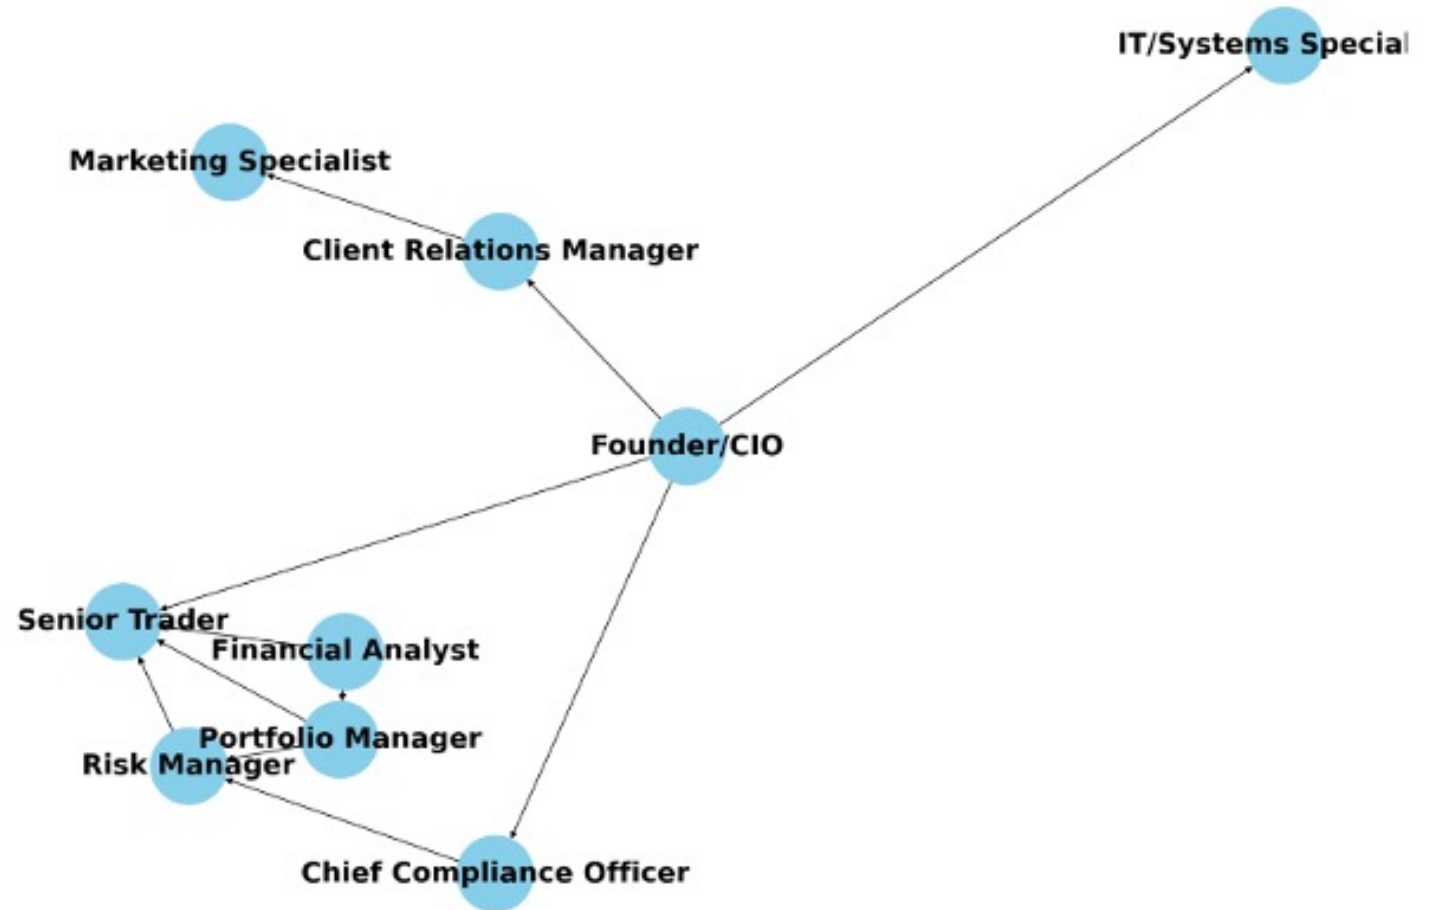 IT/Systems Special
Marketing Specialist
Client Relations Manager
Founder/CIO
Senior Trader
Financial Analyst
Portfolio Manager
Risk Manager
Chief Compliance Officer